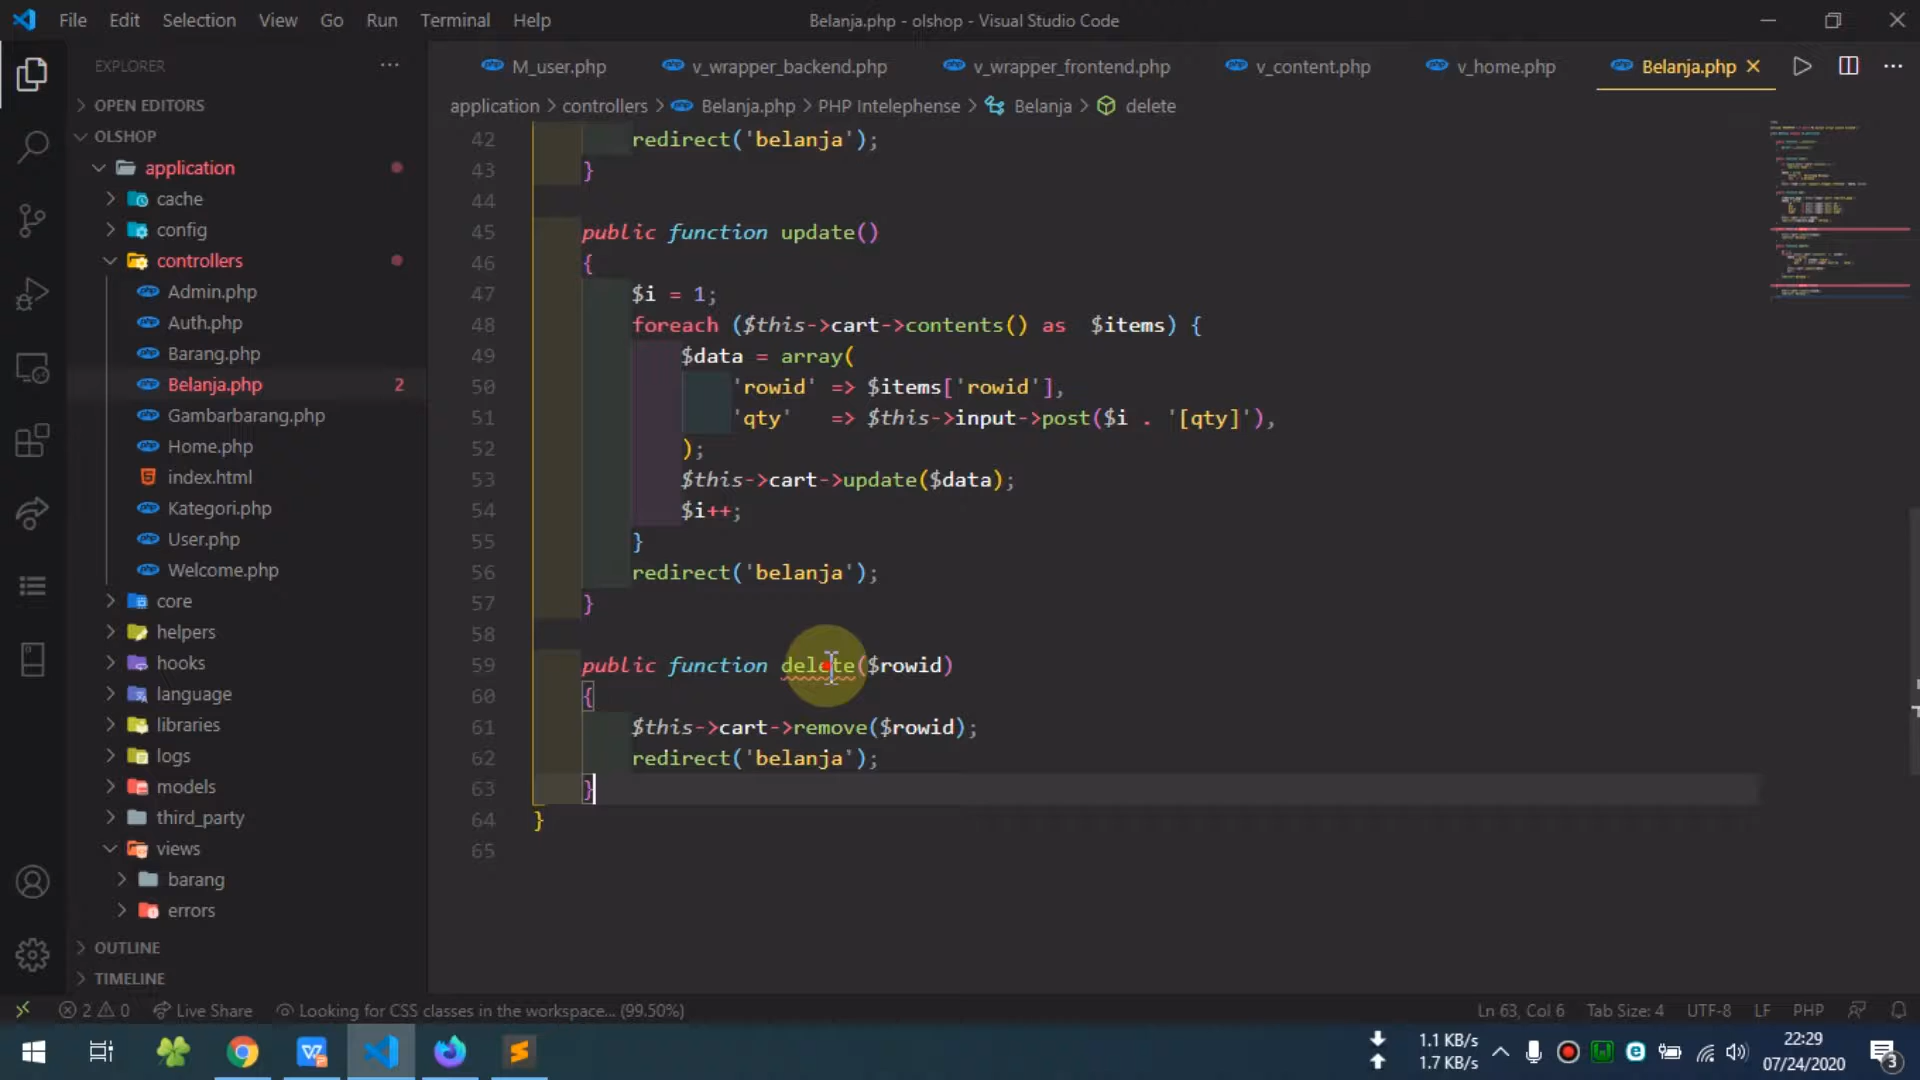 File Edit Selection View Go Run Terminal Help
Belanja.php - olshop - Visual Studio Code
EXPLORER
M_user.php v_wrapper_backend.php v_wrapper_frontend.php v_content.php v_home.php Belanja.php
application > controllers > Belanja.php > PHP Intelephense > Belanja > delete
OPEN EDITORS
OLSHOP
application
cache
config
controllers
Admin.php
Auth.php
Barang.php
Belanja.php 2
Gambarbarang.php
Home.php
index.html
Kategori.php
User.php
Welcome.php
core
helpers
hooks
language
libraries
logs
models
third_party
views
barang
errors
OUTLINE
TIMELINE
42 redirect('belanja');
43 }
44
45 public function update()
46 {
47 $i = 1;
48 foreach ($this->cart->contents() as  $items) {
49 $data = array(
50 'rowid' => $items['rowid'],
51 'qty'   => $this->input->post($i . '[qty]'),
52 );
53 $this->cart->update($data);
54 $i++;
55 }
56 redirect('belanja');
57 }
58
59 public function delete($rowid)
60 {
61 $this->cart->remove($rowid);
62 redirect('belanja');
63 }
64 }
65
2 0 Live Share Looking for CSS classes in the workspace... (99.50%)
Ln 63, Col 6 Tab Size: 4 UTF-8 LF PHP
1.1 KB/s
1.7 KB/s
22:29
07/24/2020
3